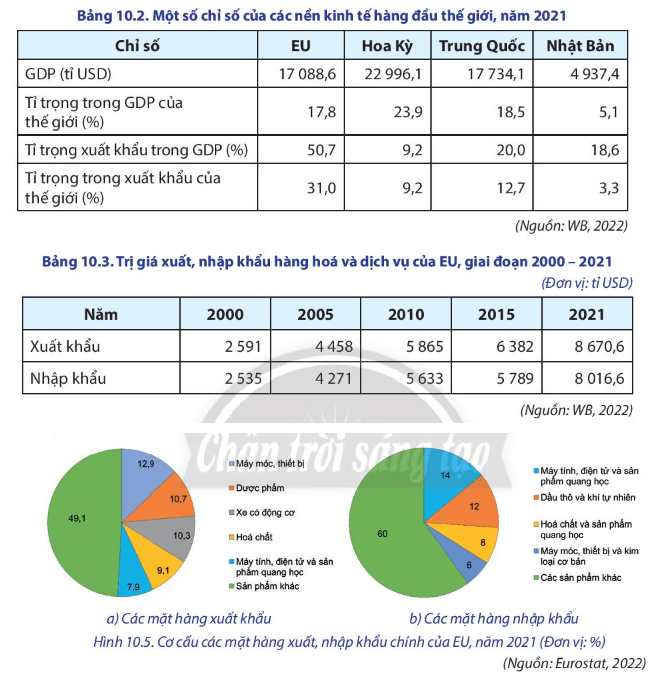 Bảng 10.2. Một số chỉ số của các nền kinh tế hàng đầu thế giới, năm 2021
Chỉ số EU Hoa Kỳ Trung Quốc Nhật Bản
GDP (tỉ USD) 17 088,6 22 996,1 17 734,1 4 937,4
Tỉ trọng trong GDP của
thế giới (%) 17,8 23,9 18,5 5,1
Tỉ trọng xuất khẩu trong GDP (%) 50,7 9,2 20,0 18,6
Tỉ trọng trong xuất khẩu của
thế giới (%) 31,0 9,2 12,7 3,3
(Nguồn: WB, 2022)
Bảng 10.3. Trị giá xuất, nhập khẩu hàng hoá và dịch vụ của EU, giai đoạn 2000 – 2021
(Đơn vị: tỉ USD)
Năm 2000 2005 2010 2015 2021
Xuất khẩu 2 591 4 458 5 865 6 382 8 670,6
Nhập khẩu 2 535 4 271 5 633 5 789 8 016,6
(Nguồn: WB, 2022)
Chân trời sáng tạo
12,9
10,7
10,3
9,1
7,9
49,1
Máy móc, thiết bị
Dược phẩm
Xe có động cơ
Hoá chất
Máy tính, điện tử và sản
phẩm quang học
Sản phẩm khác
a) Các mặt hàng xuất khẩu
14
12
8
6
60
Máy tính, điện tử và sản
phẩm quang học
Dầu thô và khí tự nhiên
Hoá chất và sản phẩm
quang học
Máy móc, thiết bị và kim
loại cơ bản
Các sản phẩm khác
b) Các mặt hàng nhập khẩu
Hình 10.5. Cơ cấu các mặt hàng xuất, nhập khẩu chính của EU, năm 2021 (Đơn vị: %)
(Nguồn: Eurostat, 2022)